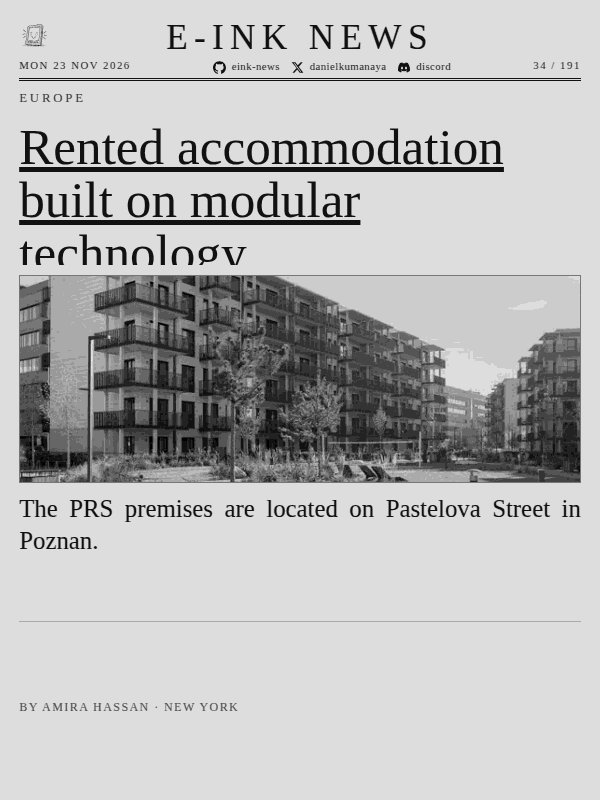 E-INK NEWS
MON 23 NOV 2026
eink-news danielkumanaya discord
34 / 191
EUROPE
Rented accommodation
built on modular
technology
The PRS premises are located on Pastelova Street in
Poznan.
BY AMIRA HASSAN · NEW YORK